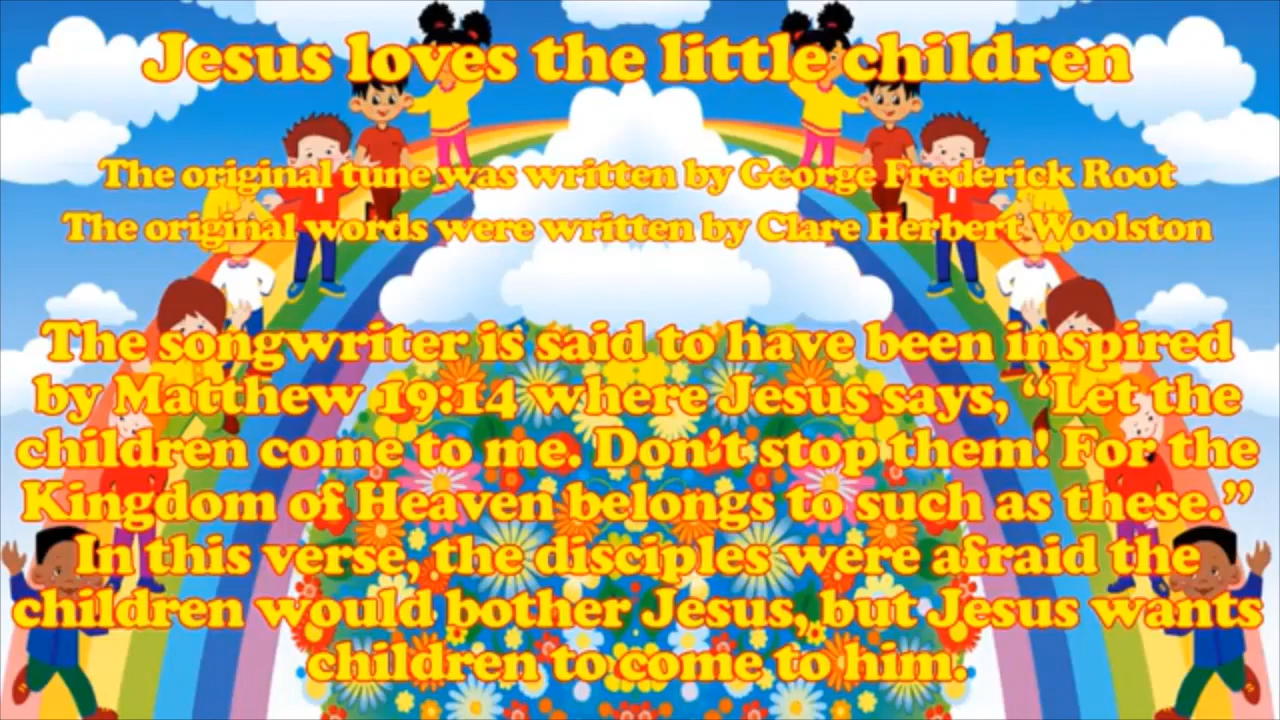 Jesus loves the little children
The original tune was written by George Frederick Root
The original words were written by Clare Herbert Woolston
The songwriter is said to have been inspired
by Matthew 19:14 where Jesus says, “Let the
children come to me. Don’t stop them! For the
Kingdom of Heaven belongs to such as these.”
In this verse, the disciples were afraid the
children would bother Jesus, but Jesus wants
children to come to him.